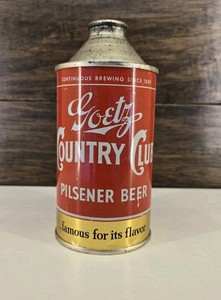 CONTINUOUS BREWING SINCE 1859
Goetz
COUNTRY CLUB
PILSENER BEER
famous for its flavor